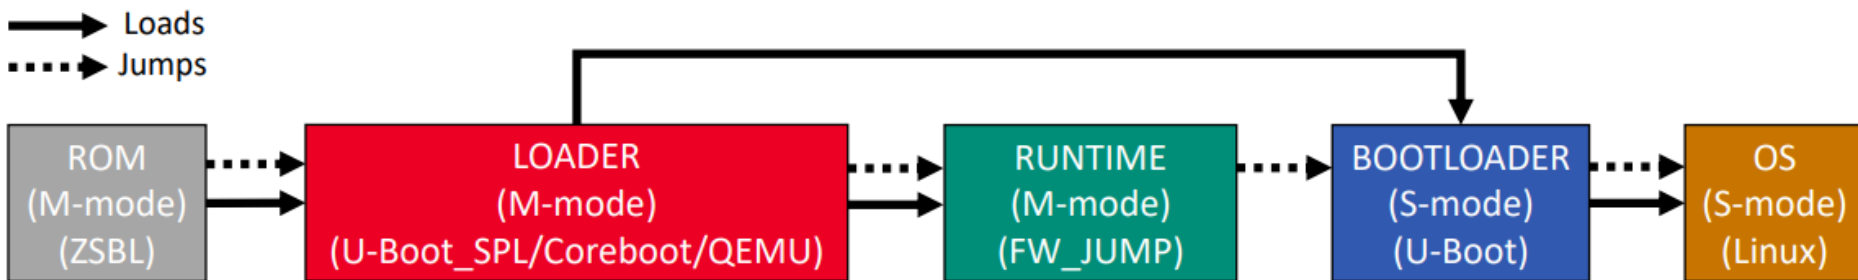 Loads
Jumps
ROM
(M-mode)
(ZSBL)
LOADER
(M-mode)
(U-Boot_SPL/Coreboot/QEMU)
RUNTIME
(M-mode)
(FW_JUMP)
BOOTLOADER
(S-mode)
(U-Boot)
OS
(S-mode)
(Linux)